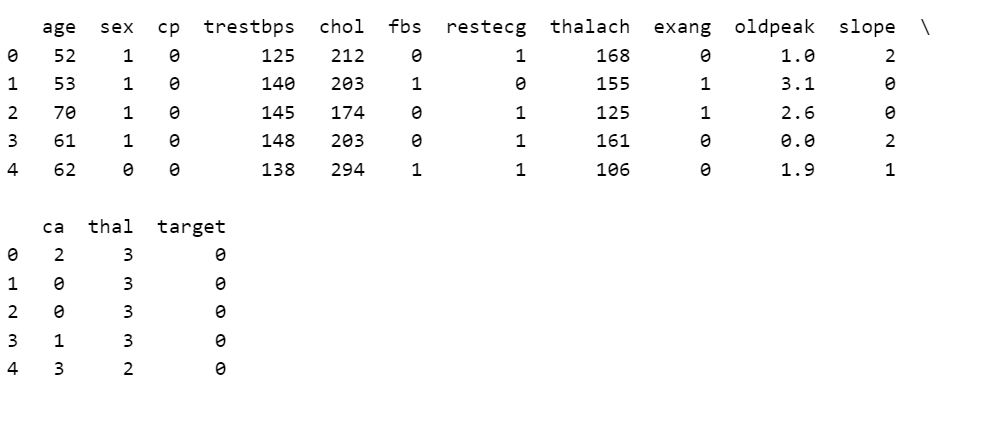 age sex cp trestbps chol fbs restecg thalach exang oldpeak slope \
0 52 1 0 125 212 0 1 168 0 1.0 2
1 53 1 0 140 203 1 0 155 1 3.1 0
2 70 1 0 145 174 0 1 125 1 2.6 0
3 61 1 0 148 203 0 1 161 0 0.0 2
4 62 0 0 138 294 1 1 106 0 1.9 1
ca thal target
0 2 3 0
1 0 3 0
2 0 3 0
3 1 3 0
4 3 2 0